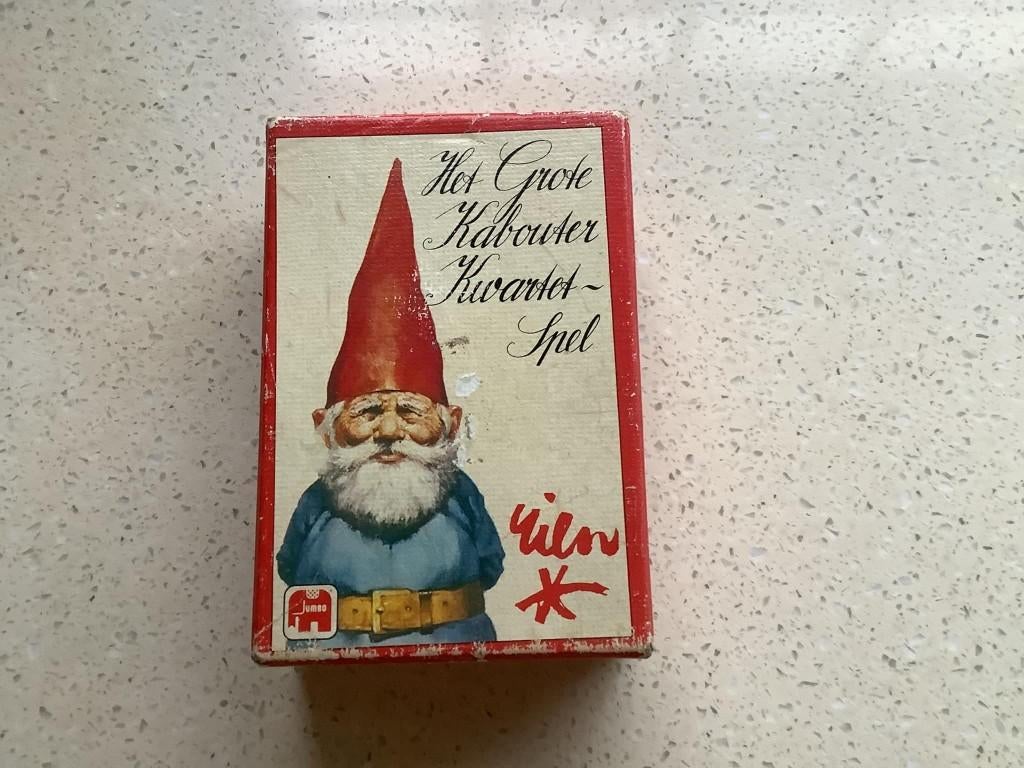 Het Grote
Kabouter
Kwartet~
Spel
Rien
JUMBO